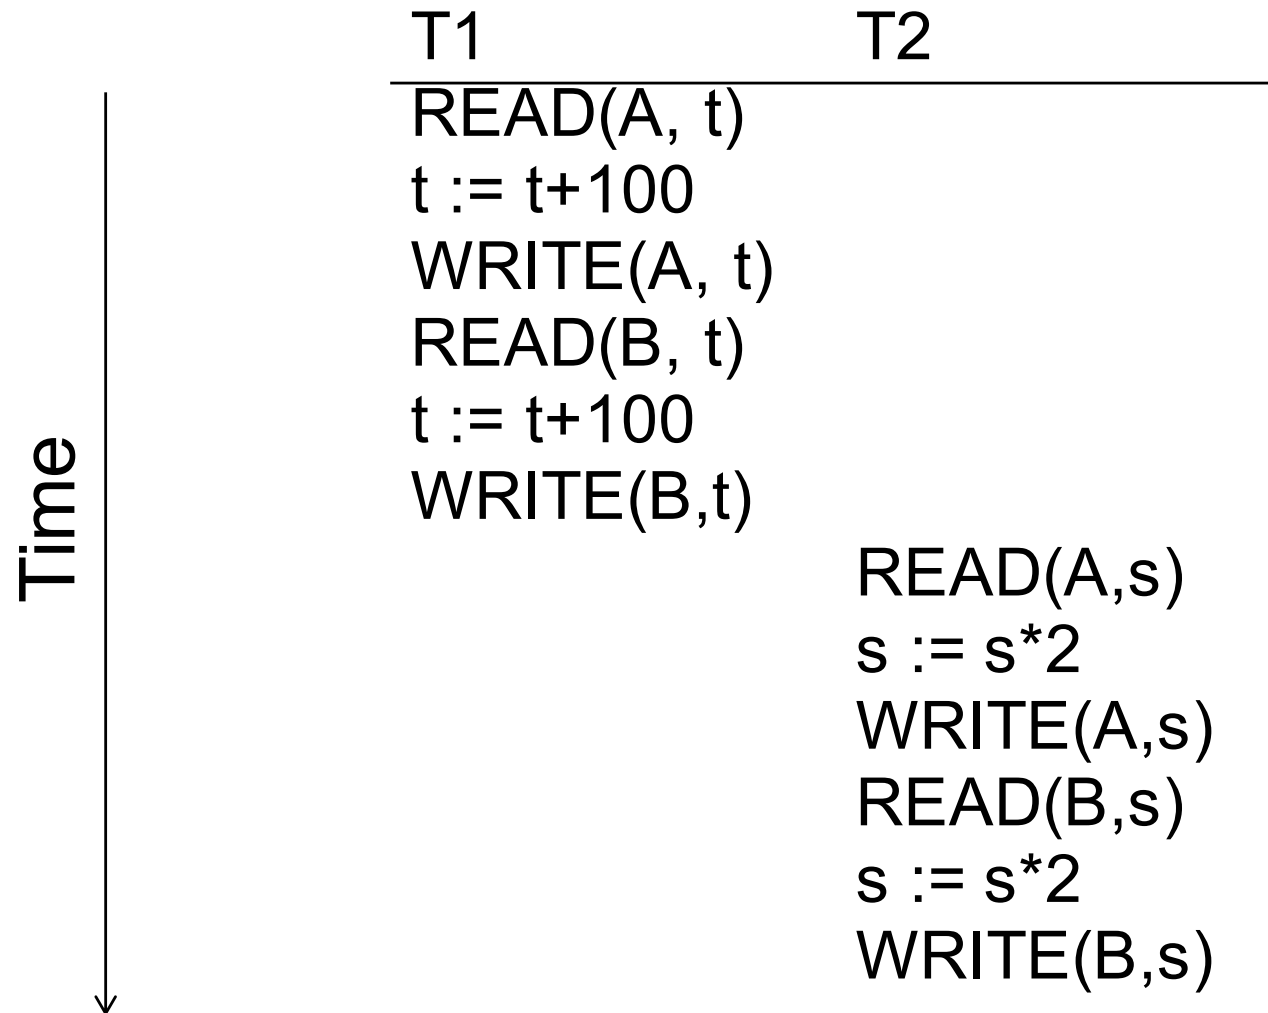 T1 T2
READ(A, t)
t := t+100
WRITE(A, t)
READ(B, t)
t := t+100
WRITE(B,t)
READ(A,s)
s := s*2
WRITE(A,s)
READ(B,s)
s := s*2
WRITE(B,s)
Time